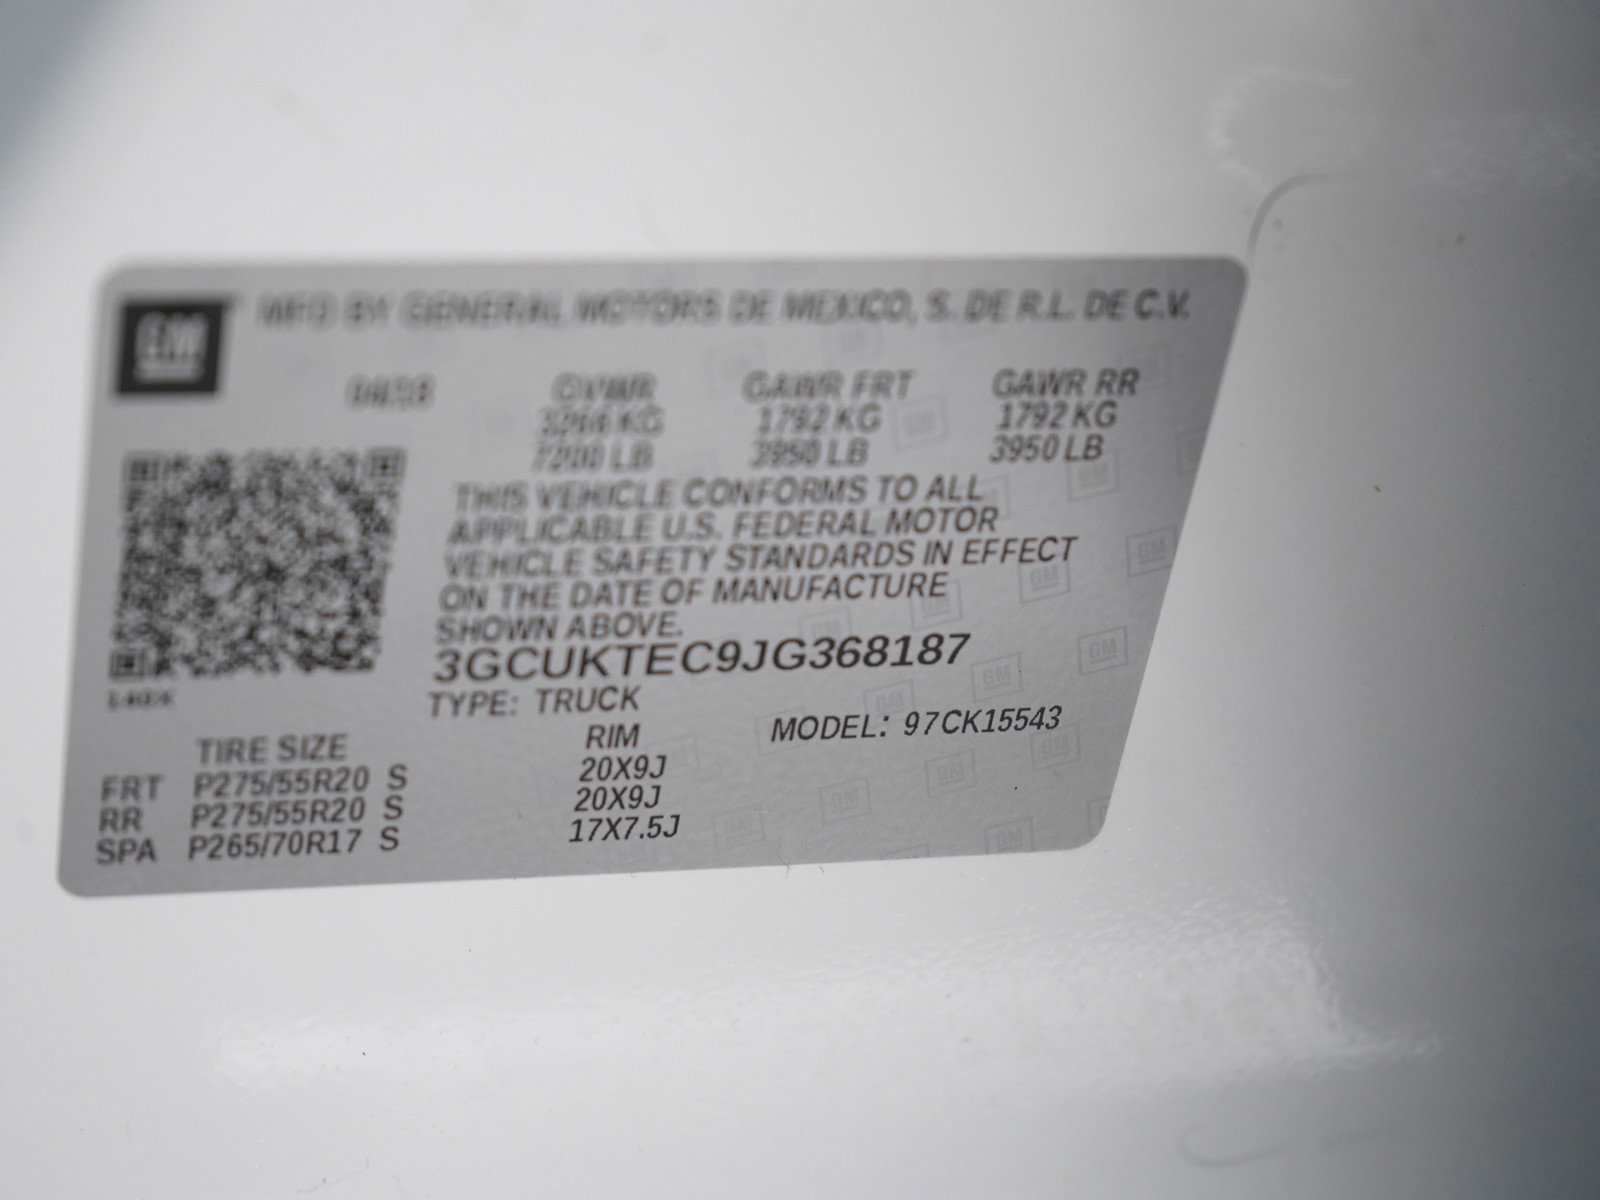 GM MFD BY GENERAL MOTORS DE MEXICO, S. DE R.L. DE C.V.
GVWR GAWR FRT GAWR RR
3266 KG 1792 KG 1792 KG
7200 LB 3950 LB 3950 LB
THIS VEHICLE CONFORMS TO ALL
APPLICABLE U.S. FEDERAL MOTOR
VEHICLE SAFETY STANDARDS IN EFFECT
ON THE DATE OF MANUFACTURE
SHOWN ABOVE.
3GCUKTEC9JG368187
TYPE: TRUCK
MODEL: 97CK15543
TIRE SIZE RIM
FRT P275/55R20 S 20X9J
RR P275/55R20 S 20X9J
SPA P265/70R17 S 17X7.5J